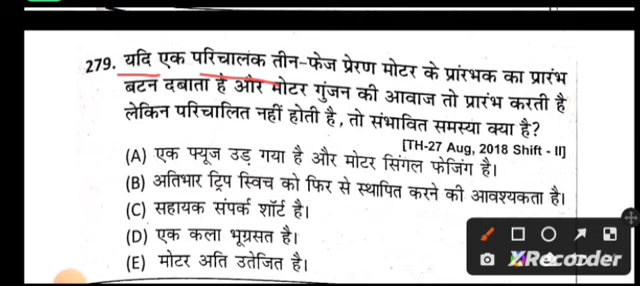 279. यदि एक परिचालक तीन-फेज प्रेरण मोटर के प्रांरभक का प्रारंभ
बटन दबाता है और मोटर गुंजन की आवाज तो प्रारंभ करती है
लेकिन परिचालित नहीं होती है, तो संभावित समस्या क्या है?
[TH-27 Aug, 2018 Shift - II]
(A) एक फ्यूज उड़ गया है और मोटर सिंगल फेजिंग है।
(B) अतिभार ट्रिप स्विच को फिर से स्थापित करने की आवश्यकता है।
(C) सहायक संपर्क शॉर्ट है।
(D) एक कला भूग्रसत है।
(E) मोटर अति उतेजित है।
XRecorder